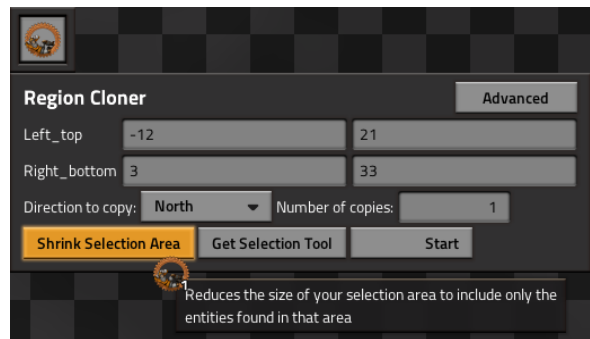 Region Cloner Advanced
Left_top -12 21
Right_bottom 3 33
Direction to copy: North Number of copies: 1
Shrink Selection Area Get Selection Tool Start
1
Reduces the size of your selection area to include only the
entities found in that area